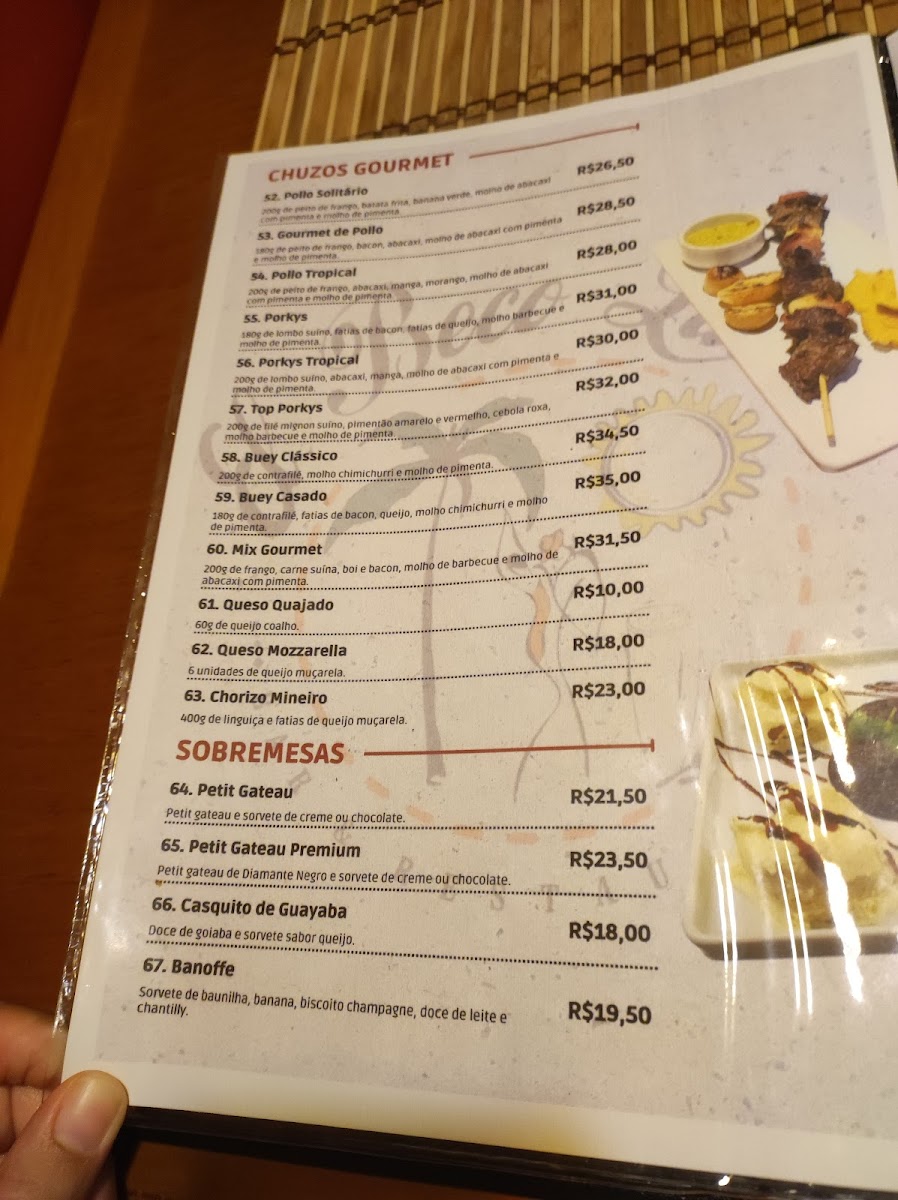 CHUZOS GOURMET
52. Pollo Solitário R$26,50
200g de peito de frango, batata frita, banana verde, molho de abacaxi
com pimenta e molho de pimenta.
53. Gourmet de Pollo R$28,50
180g de peito de frango, bacon, abacaxi, molho de abacaxi com pimenta
e molho de pimenta.
54. Pollo Tropical R$28,00
200g de peito de frango, abacaxi, manga, morango, molho de abacaxi
com pimenta e molho de pimenta.
55. Porkys R$31,00
180g de lombo suíno, fatias de bacon, fatias de queijo, molho barbecue e
molho de pimenta.
56. Porkys Tropical R$30,00
200g de lombo suíno, abacaxi, manga, molho de abacaxi com pimenta e
molho de pimenta.
57. Top Porkys R$32,00
200g de filé mignon suíno, pimentão amarelo e vermelho, cebola roxa,
molho barbecue e molho de pimenta.
58. Buey Clássico R$34,50
200g de contrafilé, molho chimichurri e molho de pimenta.
59. Buey Casado R$35,00
180g de contrafilé, fatias de bacon, queijo, molho chimichurri e molho
de pimenta.
60. Mix Gourmet R$31,50
200g de frango, carne suína, boi e bacon, molho de barbecue e molho de
abacaxi com pimenta.
61. Queso Quajado R$10,00
60g de queijo coalho.
62. Queso Mozzarella R$18,00
6 unidades de queijo muçarela.
63. Chorizo Mineiro R$23,00
400g de linguiça e fatias de queijo muçarela.
SOBREMESAS
64. Petit Gateau R$21,50
Petit gateau e sorvete de creme ou chocolate.
65. Petit Gateau Premium R$23,50
Petit gateau de Diamante Negro e sorvete de creme ou chocolate.
66. Casquito de Guayaba R$18,00
Doce de goiaba e sorvete sabor queijo.
67. Banoffe R$19,50
Sorvete de baunilha, banana, biscoito champagne, doce de leite e
chantilly.
Beco